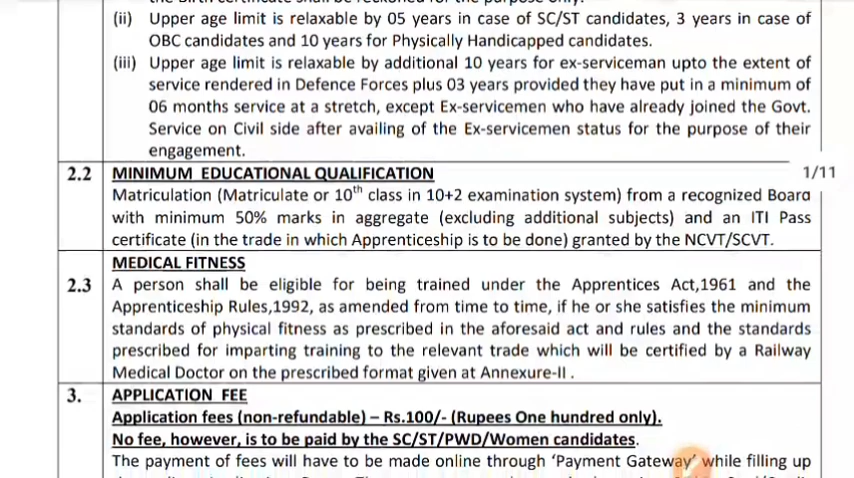 (ii) Upper age limit is relaxable by 05 years in case of SC/ST candidates, 3 years in case of
OBC candidates and 10 years for Physically Handicapped candidates.
(iii) Upper age limit is relaxable by additional 10 years for ex-serviceman upto the extent of
service rendered in Defence Forces plus 03 years provided they have put in a minimum of
06 months service at a stretch, except Ex-servicemen who have already joined the Govt.
Service on Civil side after availing of the Ex-servicemen status for the purpose of their
engagement.
2.2 MINIMUM EDUCATIONAL QUALIFICATION
1/11
Matriculation (Matriculate or 10th class in 10+2 examination system) from a recognized Board
with minimum 50% marks in aggregate (excluding additional subjects) and an ITI Pass
certificate (in the trade in which Apprenticeship is to be done) granted by the NCVT/SCVT.
MEDICAL FITNESS
2.3 A person shall be eligible for being trained under the Apprentices Act,1961 and the
Apprenticeship Rules,1992, as amended from time to time, if he or she satisfies the minimum
standards of physical fitness as prescribed in the aforesaid act and rules and the standards
prescribed for imparting training to the relevant trade which will be certified by a Railway
Medical Doctor on the prescribed format given at Annexure-II .
3. APPLICATION FEE
Application fees (non-refundable) – Rs.100/- (Rupees One hundred only).
No fee, however, is to be paid by the SC/ST/PWD/Women candidates.
The payment of fees will have to be made online through ‘Payment Gateway’ while filling up